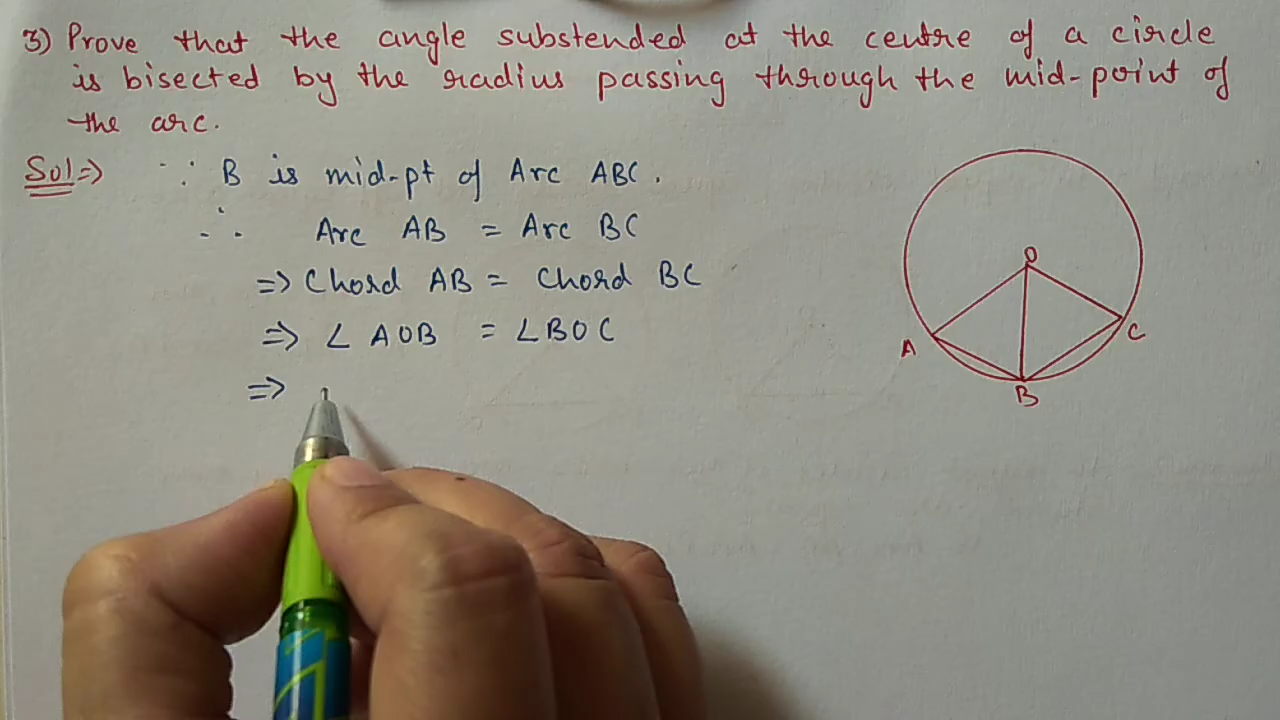 3) Prove that the angle substended at the centre of a circle
is bisected by the radius passing through the mid-point of
the arc.
Sol⇒ ∵ B is mid-pt of Arc ABC.
∴ Arc AB = Arc BC
⇒ Chord AB = Chord BC
⇒ ∠AOB = ∠BOC
⇒
O
A
C
B